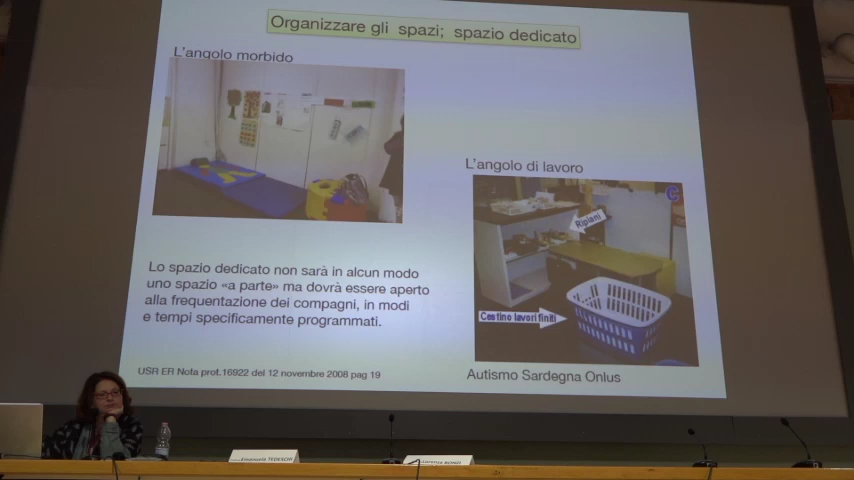 Organizzare gli spazi; spazio dedicato
L'angolo morbido
L'angolo di lavoro
C
Ripiani
Cestino lavori finiti
Lo spazio dedicato non sarà in alcun modo
uno spazio «a parte» ma dovrà essere aperto
alla frequentazione dei compagni, in modi
e tempi specificamente programmati.
USR ER Nota prot.16922 del 12 novembre 2008 pag 19
Autismo Sardegna Onlus
TEDESCHI